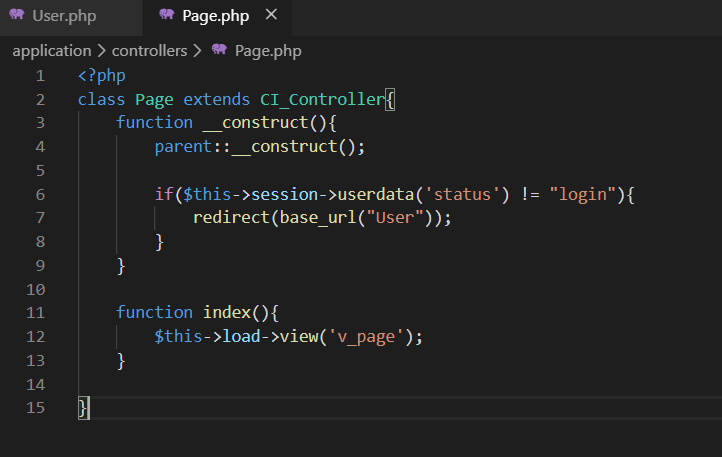 User.php Page.php ×
application > controllers > Page.php
1 <?php
2 class Page extends CI_Controller{
3     function __construct(){
4         parent::__construct();
5
6         if($this->session->userdata('status') != "login"){
7             redirect(base_url("User"));
8         }
9     }
10
11     function index(){
12         $this->load->view('v_page');
13     }
14
15 }